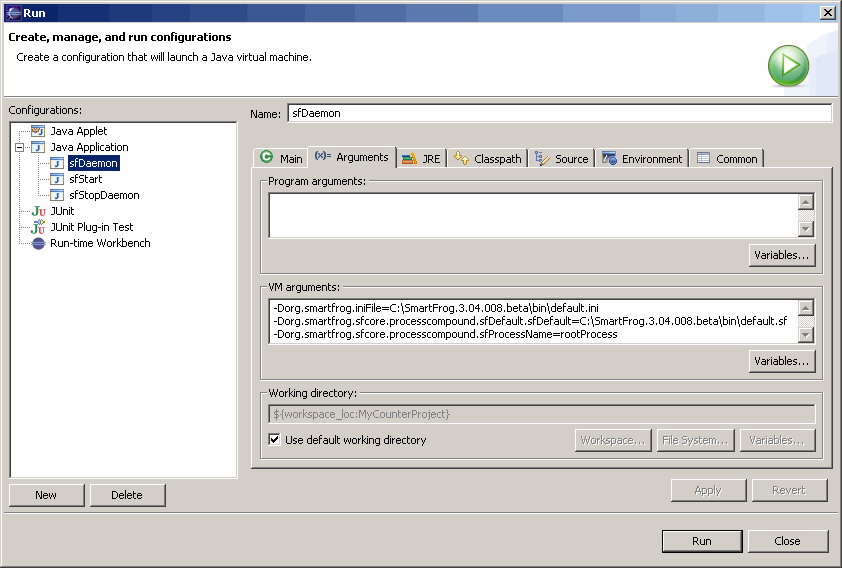 Run
Create, manage, and run configurations
Create a configuration that will launch a Java virtual machine.
Configurations:
Java Applet
Java Application
sfDaemon
sfStart
sfStopDaemon
JUnit
JUnit Plug-in Test
Run-time Workbench
New
Delete
Name:
sfDaemon
Main
(x)= Arguments
JRE
Classpath
Source
Environment
Common
Program arguments:
Variables...
VM arguments:
-Dorg.smartfrog.iniFile=C:\SmartFrog.3.04.008.beta\bin\default.ini
-Dorg.smartfrog.sfcore.processcompound.sfDefault.sfDefault=C:\SmartFrog.3.04.008.beta\bin\default.sf
-Dorg.smartfrog.sfcore.processcompound.sfProcessName=rootProcess
Variables...
Working directory:
${workspace_loc:MyCounterProject}
Use default working directory
Workspace...
File System...
Variables...
Apply
Revert
Run
Close